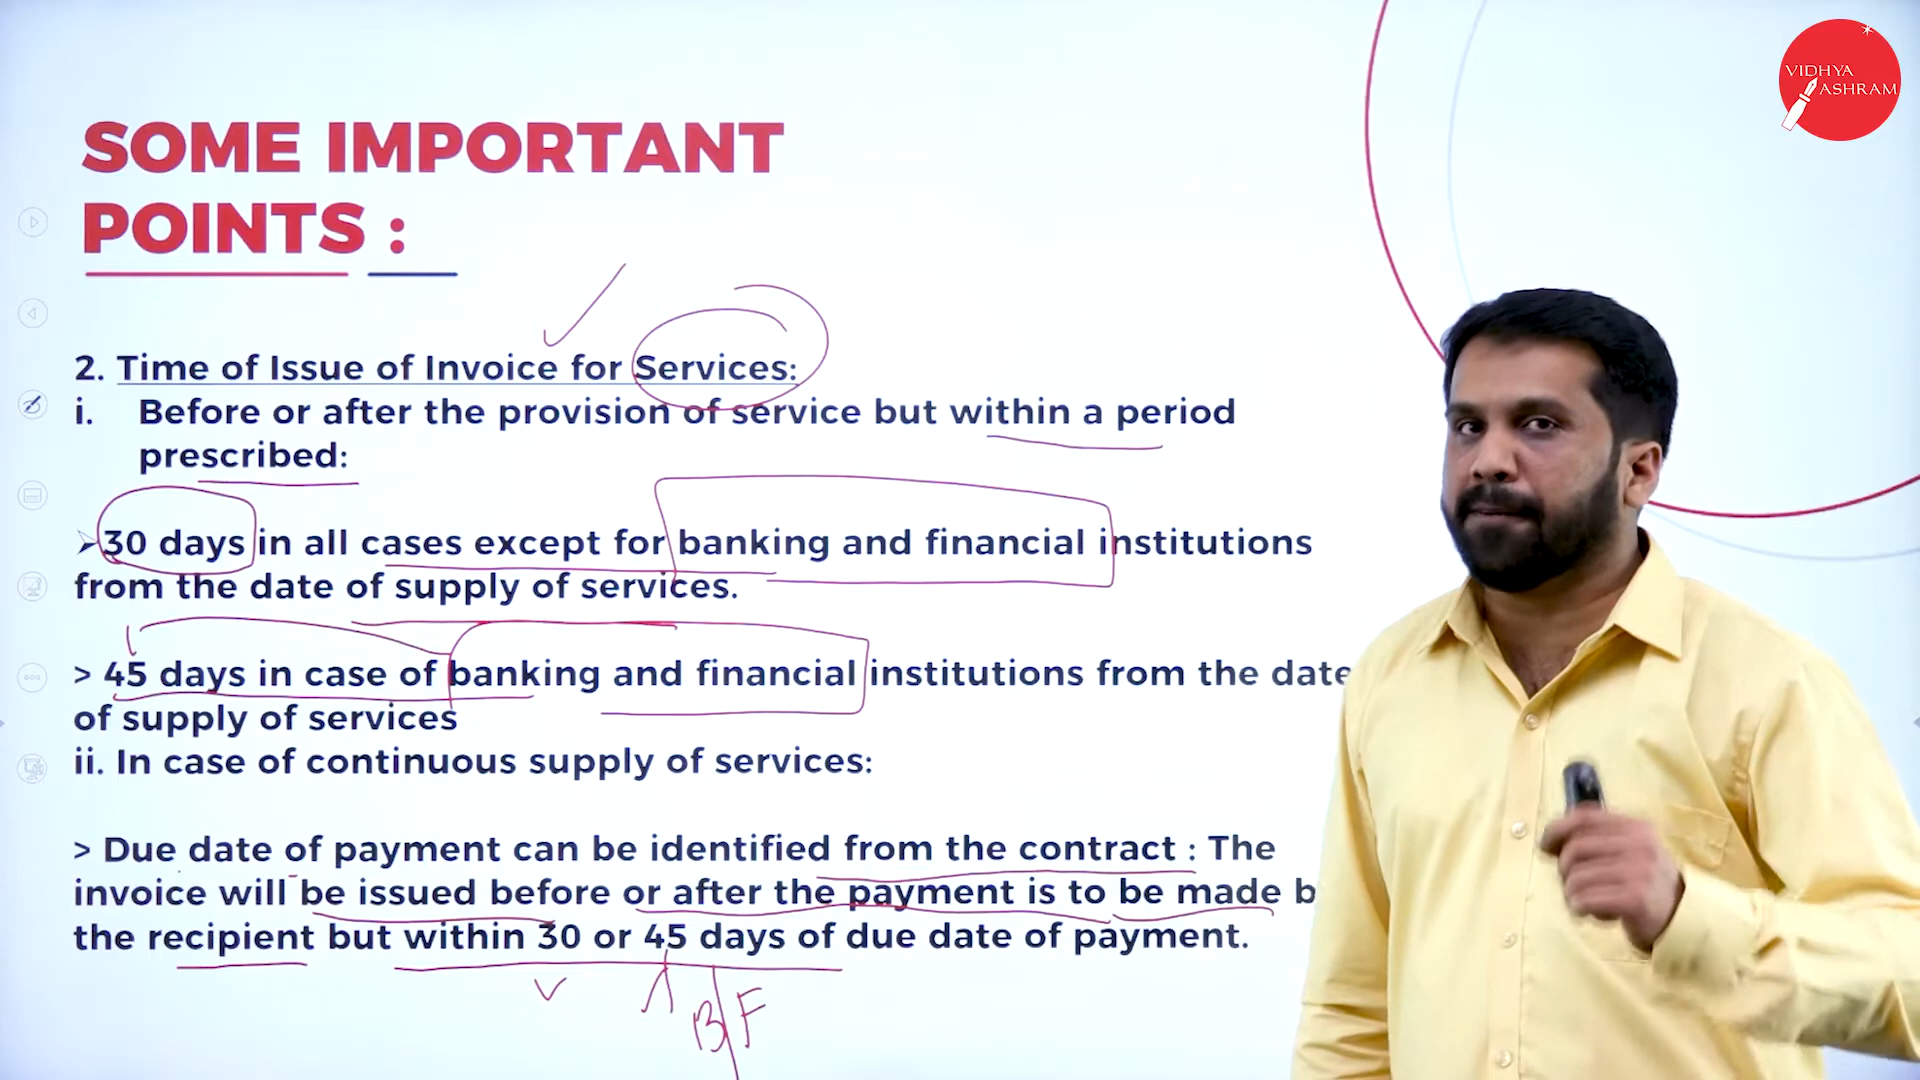 VIDHYA
ASHRAM
SOME IMPORTANT
POINTS :
2. Time of Issue of Invoice for Services:
i. Before or after the provision of service but within a period
prescribed:
➢30 days in all cases except for banking and financial institutions
from the date of supply of services.
> 45 days in case of banking and financial institutions from the date
of supply of services
ii. In case of continuous supply of services:
> Due date of payment can be identified from the contract : The
invoice will be issued before or after the payment is to be made b
the recipient but within 30 or 45 days of due date of payment.
B/F